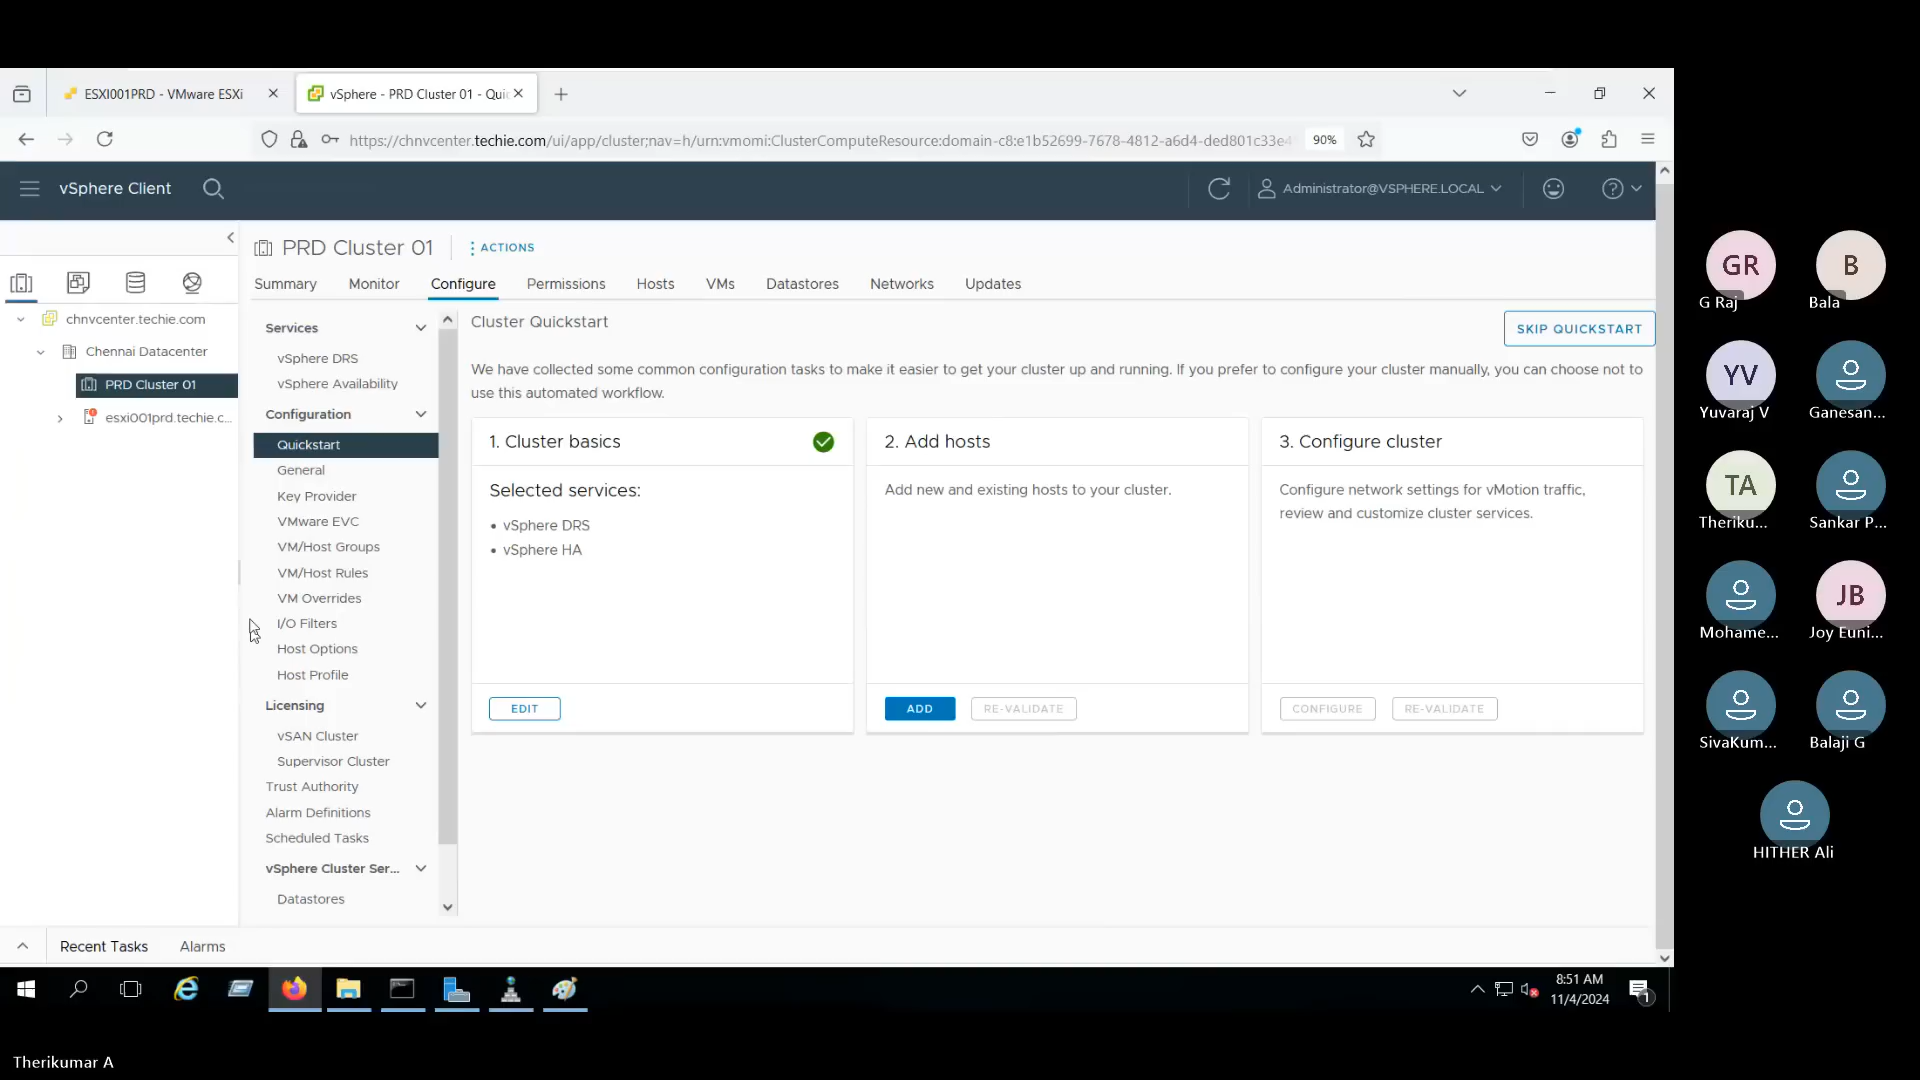 ESXI001PRD - VMware ESXi
vSphere - PRD Cluster 01 - Qui
https://chnvcenter.techie.com/ui/app/cluster;nav=h/urn:vmomi:ClusterComputeResource:domain-c8:e1b52699-7678-4812-a6d4-ded801c33e4
90%
vSphere Client
Administrator@VSPHERE.LOCAL
PRD Cluster 01
ACTIONS
Summary
Monitor
Configure
Permissions
Hosts
VMs
Datastores
Networks
Updates
chnvcenter.techie.com
Chennai Datacenter
PRD Cluster 01
esxi001prd.techie.c...
Services
vSphere DRS
vSphere Availability
Configuration
Quickstart
General
Key Provider
VMware EVC
VM/Host Groups
VM/Host Rules
VM Overrides
I/O Filters
Host Options
Host Profile
Licensing
vSAN Cluster
Supervisor Cluster
Trust Authority
Alarm Definitions
Scheduled Tasks
vSphere Cluster Ser...
Datastores
Cluster Quickstart
SKIP QUICKSTART
We have collected some common configuration tasks to make it easier to get your cluster up and running. If you prefer to configure your cluster manually, you can choose not to
use this automated workflow.
1. Cluster basics
Selected services:
• vSphere DRS
• vSphere HA
EDIT
2. Add hosts
Add new and existing hosts to your cluster.
ADD
RE-VALIDATE
3. Configure cluster
Configure network settings for vMotion traffic,
review and customize cluster services.
CONFIGURE
RE-VALIDATE
Recent Tasks
Alarms
8:51 AM
11/4/2024
1
GR
G Raj
B
Bala
YV
Yuvaraj V
Ganesan...
TA
Theriku...
Sankar P...
Mohame...
JB
Joy Euni...
SivaKum...
Balaji G
HITHER Ali
Therikumar A